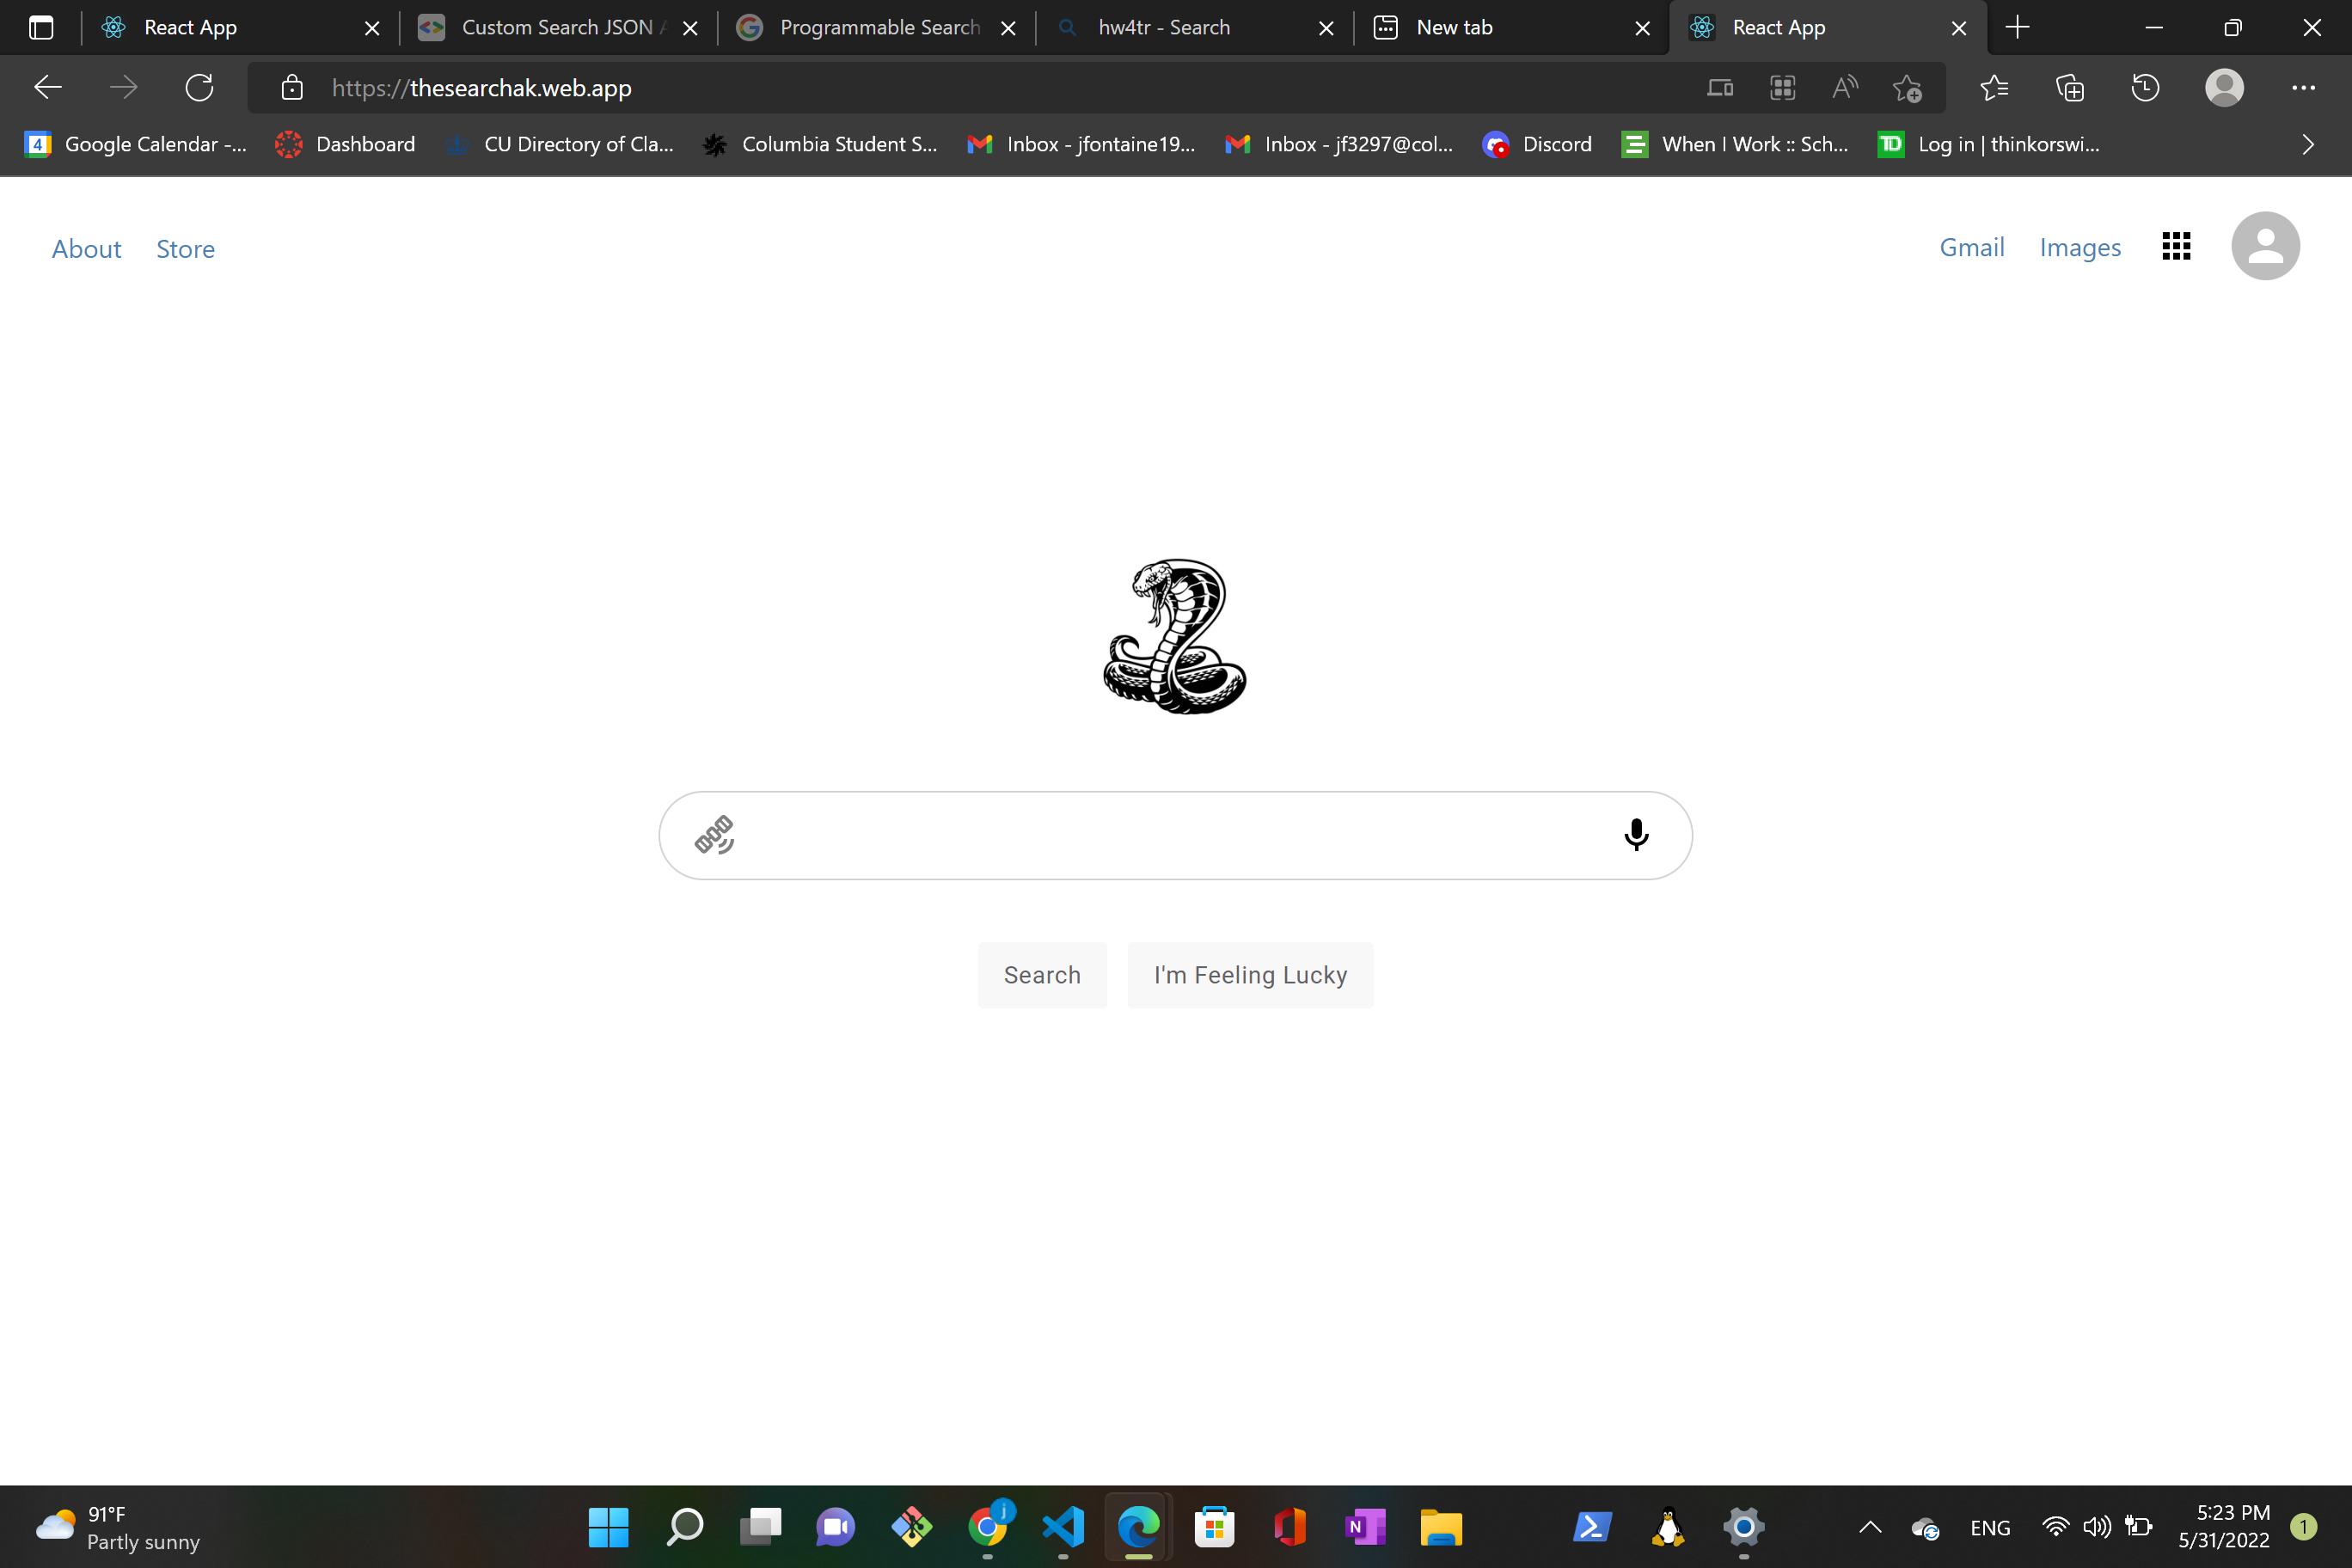 React App
Custom Search JSON A
Programmable Search
hw4tr - Search
New tab
React App
https://thesearchak.web.app
4
Google Calendar -...
Dashboard
CU Directory of Cla...
Columbia Student S...
Inbox - jfontaine19...
Inbox - jf3297@col...
Discord
When I Work :: Sch...
TD
Log in | thinkorswi...
About
Store
Gmail
Images
Search
I'm Feeling Lucky
91°F
Partly sunny
j
N
ENG
5:23 PM
5/31/2022
1